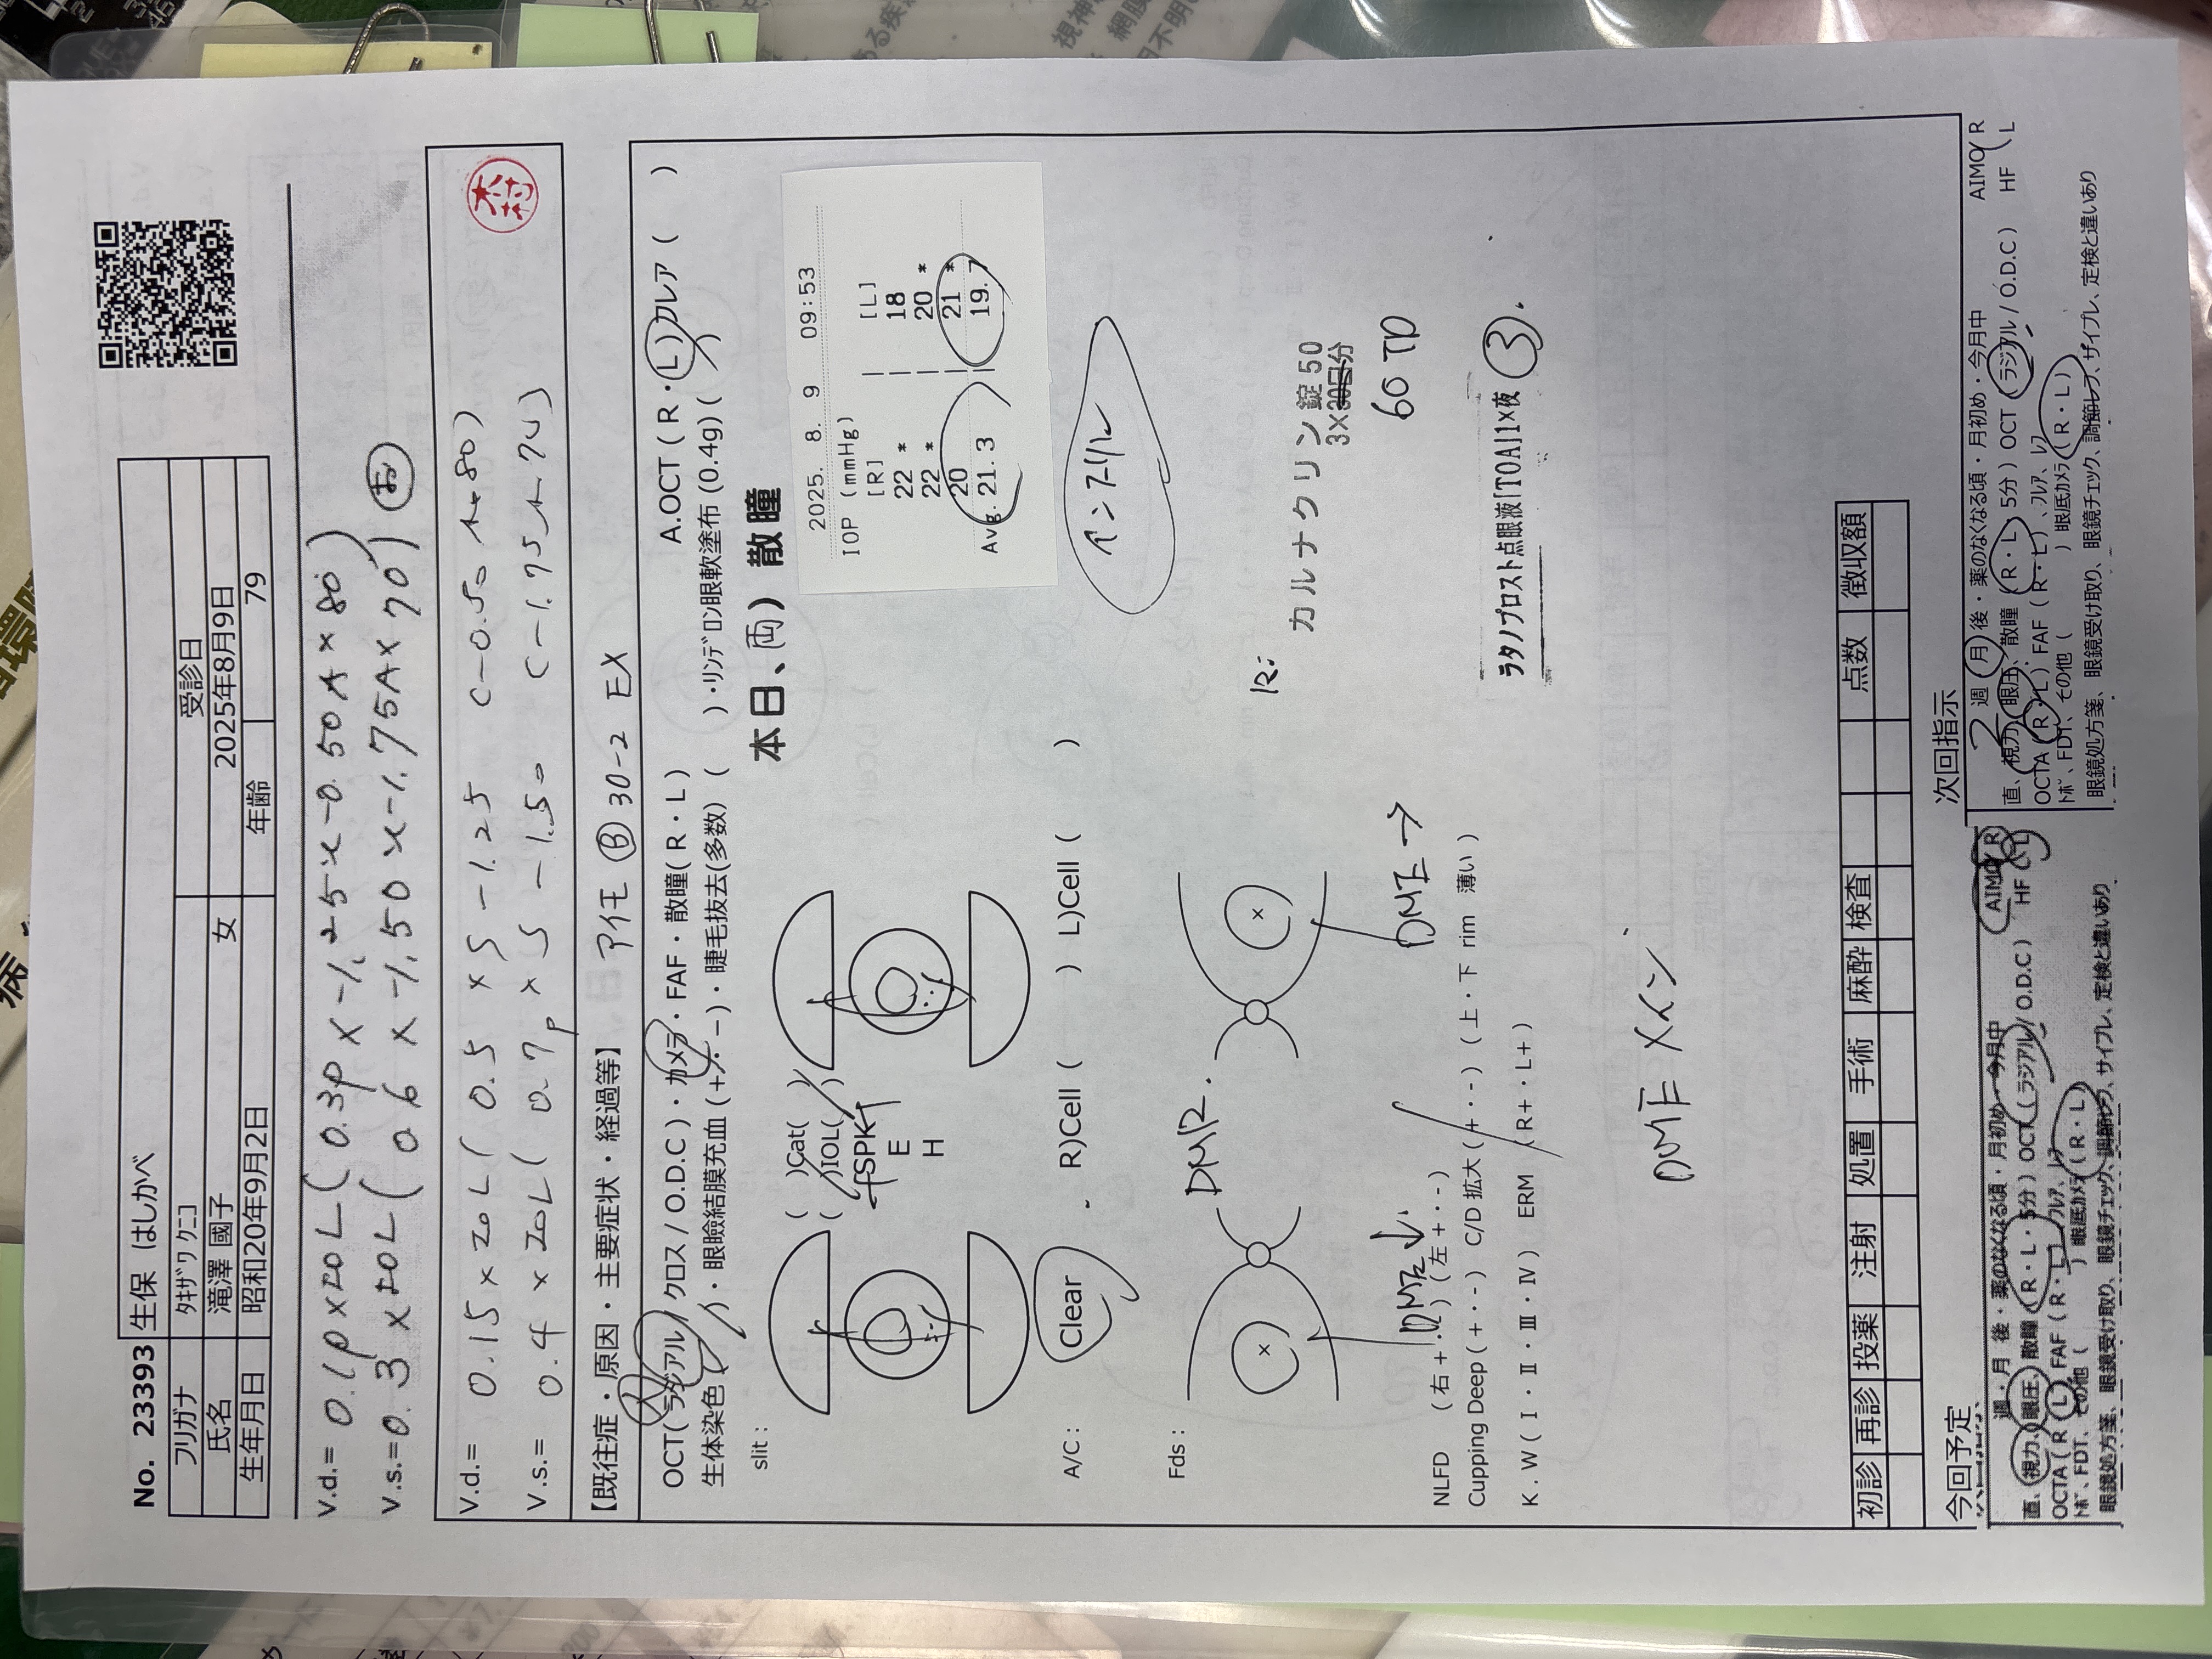 No. 23393 生保 はしかべ
フリガナ ﾀｷｻﾞﾜ ｸﾆｺ 受診日
氏名 滝澤 國子 女 2025年8月9日
生年月日 昭和20年9月2日 年齢 79
V.d.= 0.1p×IOL( 0.3p × -1.25 -0.50 A × 80 )
V.s.= 0.3 ×IOL( 0.6 × -1.50 -1.75A× 70 ) お
V.d.= 0.15×IOL( 0.5 ×S -1.25 C-0.50 A×80)
V.s.= 0.4 ×IOL( 0.7p ×S -1.50 C-1.75 A 70)
木村
【既往症・原因・主要症状・経過等】 アイモ B 30-2 EX
OCT( ラジアル / クロス / O.D.C )・カメラ・FAF・散瞳( R・L ) A.OCT ( R・L )フレア ( )
生体染色 ( )・眼瞼結膜充血 (+・−)・睫毛抜去(多数) ( )・ﾘﾝﾃﾞﾛﾝ眼軟塗布 (0.4g) ( )
slit :
本日、両) 散瞳
( )Cat( )
( )IOL( )
SPK
E
H
2025. 8. 9 09:53
IOP (mmHg)
[R] | [L]
22 * | 18
22 * | 20 *
20 21 *
Avg. 21.3 | 19.7
A/C : Clear R)Cell ( ) L)Cell ( )
インスリン
Fds :
DMR.
R:
カルナクリン錠50
3×30日分
60 TD
DME ↓. DME →
NLFD (右 +・-) (左 +・-)
Cupping Deep (+・-) C/D 拡大 (+・-) (上・下 rim 薄い )
K . W ( Ⅰ・Ⅱ・Ⅲ・Ⅳ ) ERM (R+・L+ )
ラタノプロスト点眼液「TOA」1×夜 3.
DME メイン
初診 再診 投薬 注射 処置 手術 麻酔 検査 点数 徴収額
今回予定
週・月 後・薬のなくなる頃・月初め・今月中 AIMO R
直、視力、眼圧、散瞳 ( R・L・5分 ) OCT ( ラジアル / O.D.C ) HF L
OCTA ( R L ) FAF ( R・L ) 、ﾌﾚｱ、ﾚﾌ
ﾄﾎﾟ、FDT、その他 ( ) 眼底カメラ ( R・L )
眼鏡処方箋、眼鏡受け取り、眼鏡チェック、調節レフ、サイプレ、定検と違いあり
次回指示
2 週・月 後・薬のなくなる頃・月初め・今月中 AIMO R
直、視力、眼圧、散瞳 ( R・L・5分 ) OCT ( ラジアル / O.D.C ) HF L
OCTA ( R・L ) FAF ( R・L ) 、ﾌﾚｱ、ﾚﾌ
ﾄﾎﾟ、FDT、その他 ( ) 眼底カメラ ( R・L )
眼鏡処方箋、眼鏡受け取り、眼鏡チェック、調節レフ、サイプレ、定検と違いあり